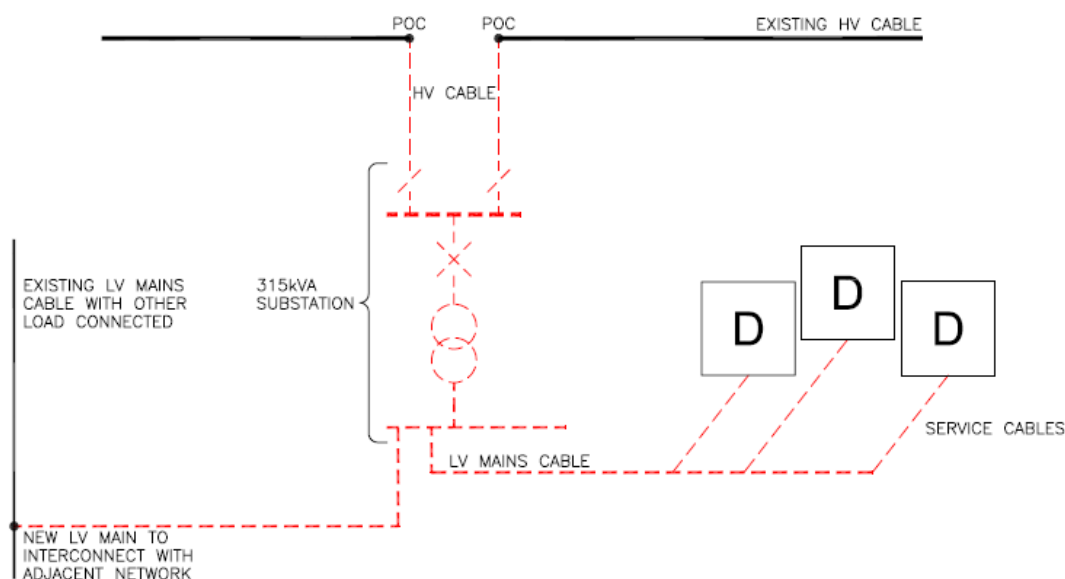 POC
POC
EXISTING HV CABLE
HV CABLE
EXISTING LV MAINS
CABLE WITH OTHER
LOAD CONNECTED
315kVA
SUBSTATION
D
D
D
SERVICE CABLES
LV MAINS CABLE
NEW LV MAIN TO
INTERCONNECT WITH
ADJACENT NETWORK